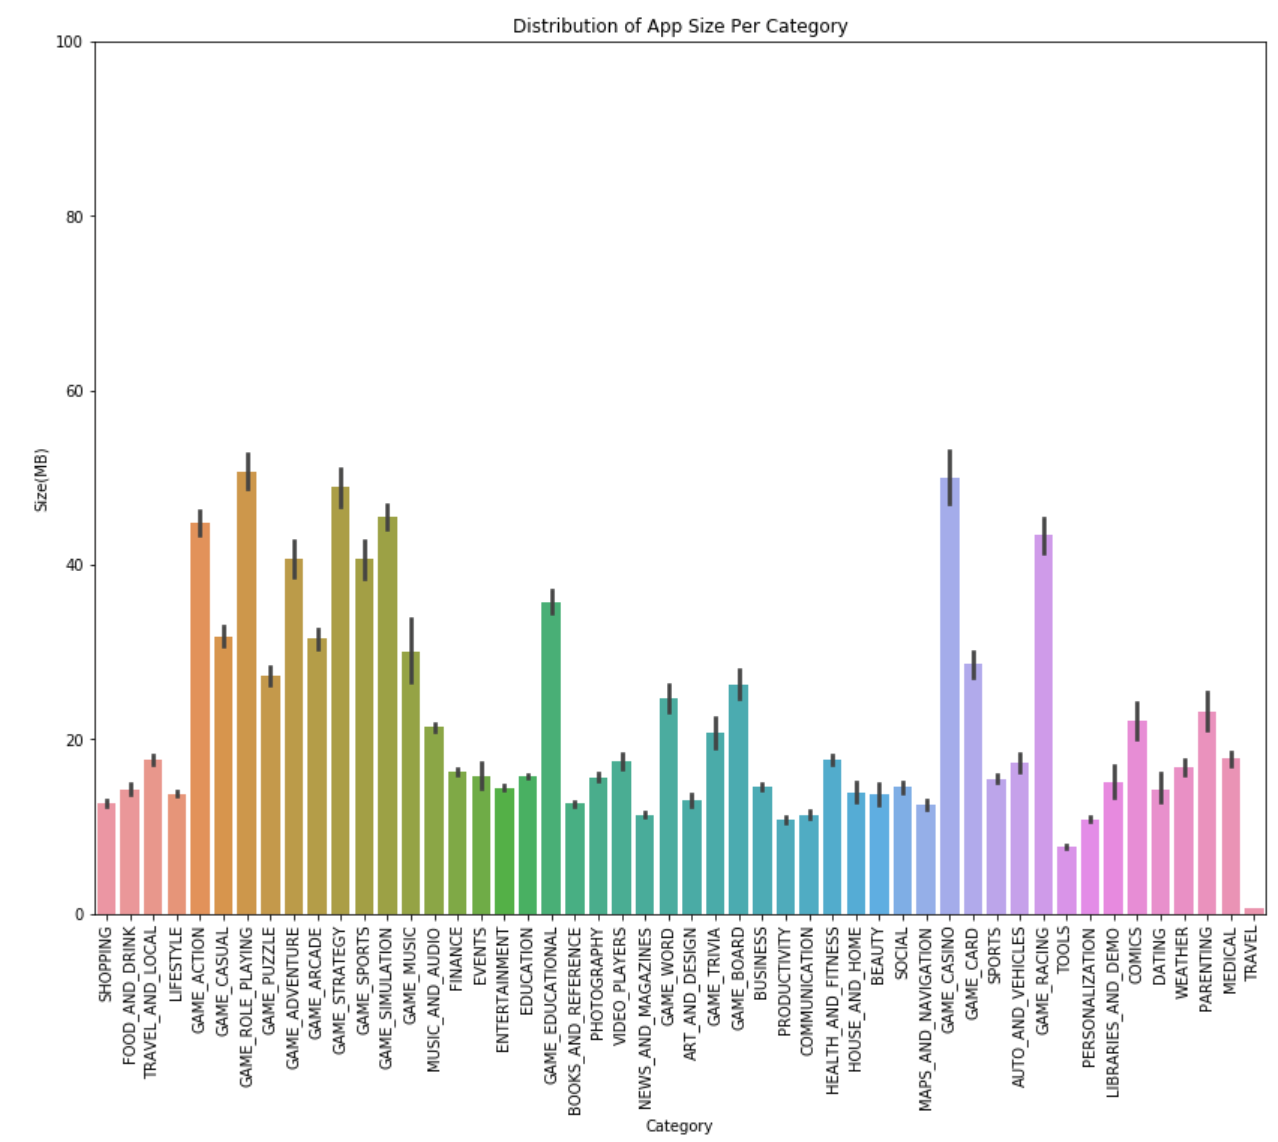 Distribution of App Size Per Category
100
80
60
40
20
0
Size(MB)
SHOPPING
FOOD_AND_DRINK
TRAVEL_AND_LOCAL
LIFESTYLE
GAME_ACTION
GAME_CASUAL
GAME_ROLE_PLAYING
GAME_PUZZLE
GAME_ADVENTURE
GAME_ARCADE
GAME_STRATEGY
GAME_SPORTS
GAME_SIMULATION
GAME_MUSIC
MUSIC_AND_AUDIO
FINANCE
EVENTS
ENTERTAINMENT
EDUCATION
GAME_EDUCATIONAL
BOOKS_AND_REFERENCE
PHOTOGRAPHY
VIDEO_PLAYERS
NEWS_AND_MAGAZINES
GAME_WORD
ART_AND_DESIGN
GAME_TRIVIA
GAME_BOARD
BUSINESS
PRODUCTIVITY
COMMUNICATION
HEALTH_AND_FITNESS
HOUSE_AND_HOME
BEAUTY
SOCIAL
MAPS_AND_NAVIGATION
GAME_CASINO
GAME_CARD
SPORTS
AUTO_AND_VEHICLES
GAME_RACING
TOOLS
PERSONALIZATION
LIBRARIES_AND_DEMO
COMICS
DATING
WEATHER
PARENTING
MEDICAL
TRAVEL
Category